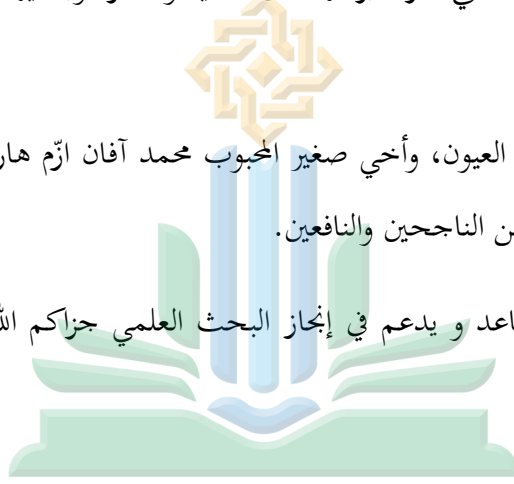 العيون، وأخي صغير المحبوب محمد آفان ازّم هار
ن الناجحين والنافعين.
اعد و يدعم في إنجاز البحث العلمي جزاكم الله